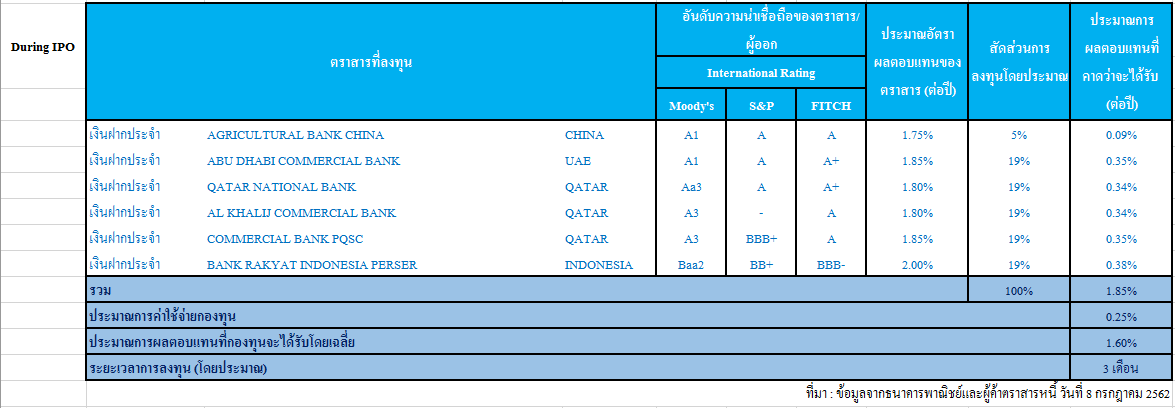 During IPO
ตราสารที่ลงทุน
อันดับความน่าเชื่อถือของตราสาร/
ผู้ออก
International Rating
Moody's S&P FITCH
ประมาณอัตรา
ผลตอบแทนของ
ตราสาร (ต่อปี)
สัดส่วนการ
ลงทุนโดยประมาณ
ประมาณการ
ผลตอบแทนที่
คาดว่าจะได้รับ
(ต่อปี)
เงินฝากประจำ AGRICULTURAL BANK CHINA CHINA A1 A A 1.75% 5% 0.09%
เงินฝากประจำ ABU DHABI COMMERCIAL BANK UAE A1 A A+ 1.85% 19% 0.35%
เงินฝากประจำ QATAR NATIONAL BANK QATAR Aa3 A A+ 1.80% 19% 0.34%
เงินฝากประจำ AL KHALIJ COMMERCIAL BANK QATAR A3 - A 1.80% 19% 0.34%
เงินฝากประจำ COMMERCIAL BANK PQSC QATAR A3 BBB+ A 1.85% 19% 0.35%
เงินฝากประจำ BANK RAKYAT INDONESIA PERSER INDONESIA Baa2 BB+ BBB- 2.00% 19% 0.38%
รวม 100% 1.85%
ประมาณการค่าใช้จ่ายกองทุน 0.25%
ประมาณการผลตอบแทนที่กองทุนจะได้รับโดยเฉลี่ย 1.60%
ระยะเวลาการลงทุน (โดยประมาณ) 3 เดือน
ที่มา : ข้อมูลจากธนาคารพาณิชย์และผู้ค้าตราสารหนี้ วันที่ 8 กรกฎาคม 2562